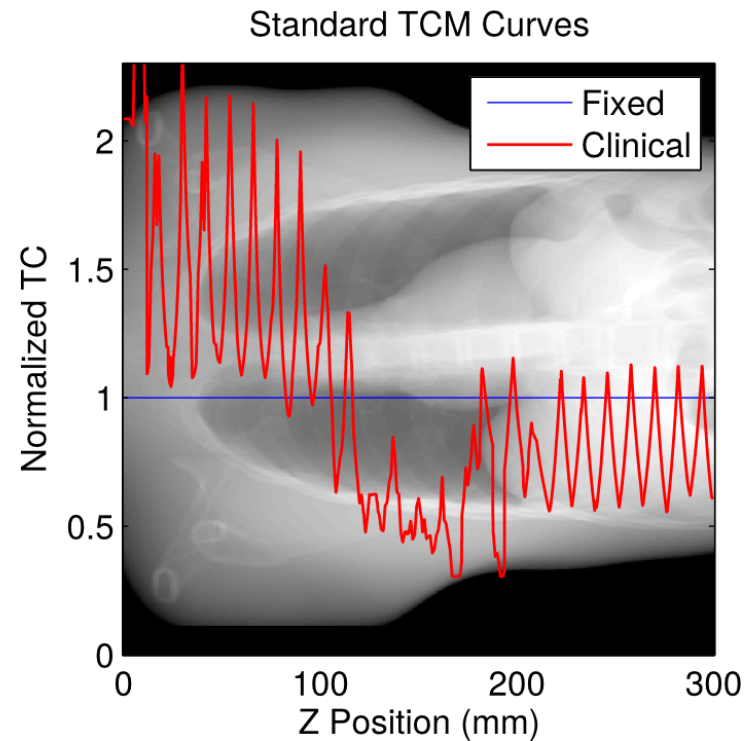 Standard TCM Curves
Fixed
Clinical
2
1.5
1
0.5
0
Normalized TC
0 100 200 300
Z Position (mm)